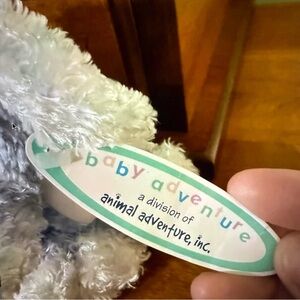 baby adventure
a division of
animal adventure, inc.